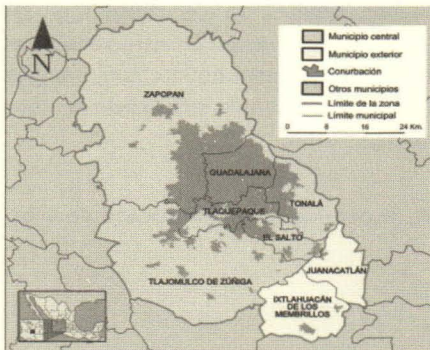 N
Municipio central
Municipio exterior
Conurbación
Otros municipios
Límite de la zona
Límite municipal
0 8 16 24 Km.
ZAPOPAN
GUADALAJARA
TLAQUEPAQUE
TONALÁ
EL SALTO
TLAJOMULCO DE ZÚÑIGA
JUANACATLÁN
IXTLAHUACÁN
DE LOS
MEMBRILLOS